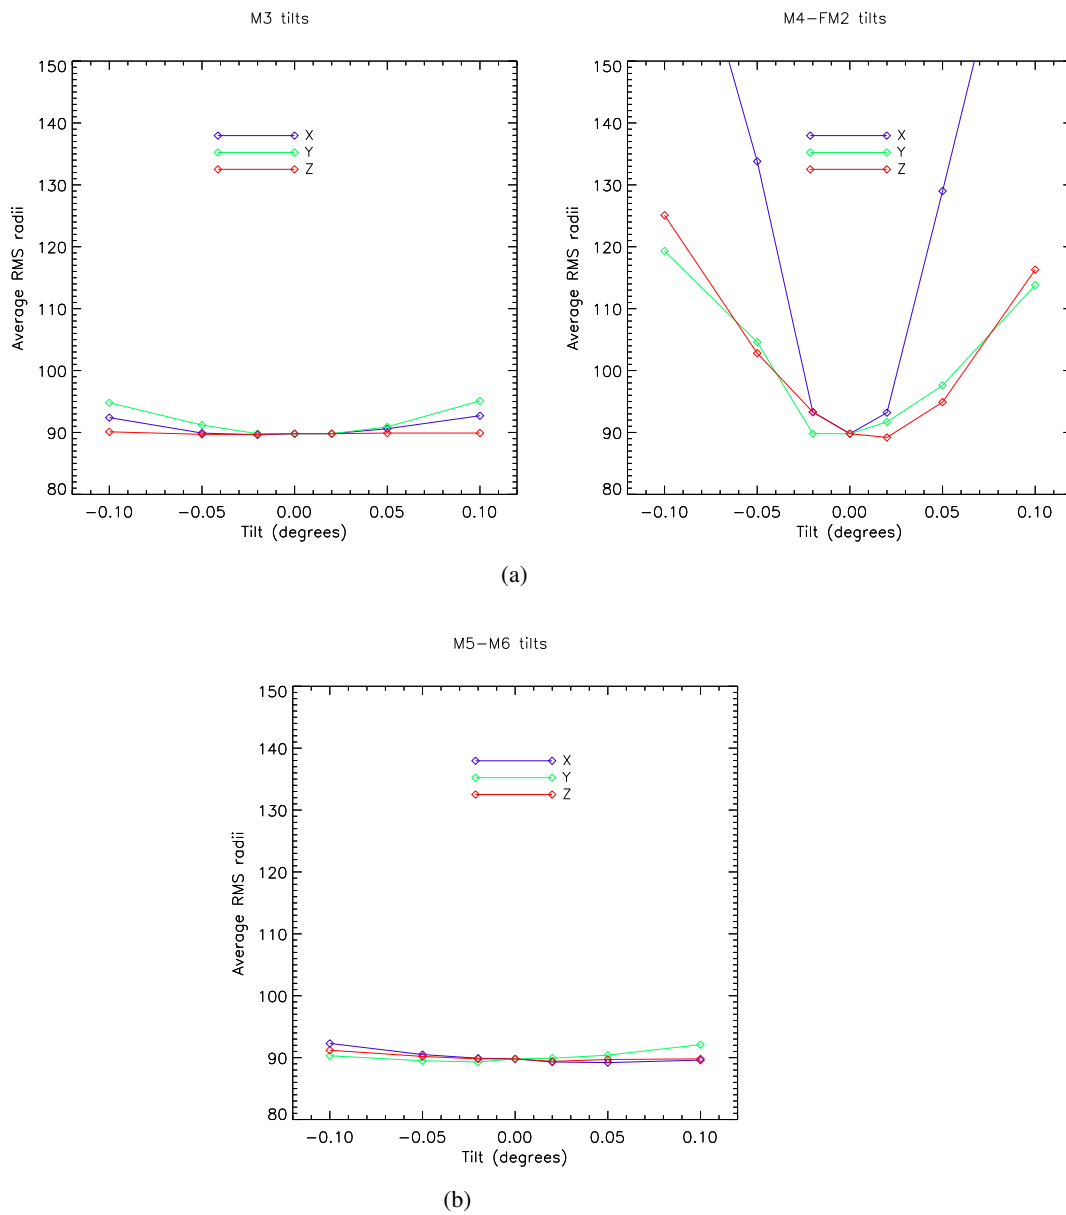 M3 tilts
150
140
130
120
110
100
90
80
Average RMS radii
X
Y
Z
−0.10 −0.05 0.00 0.05 0.10
Tilt (degrees)
M4−FM2 tilts
150
140
130
120
110
100
90
80
Average RMS radii
X
Y
Z
−0.10 −0.05 0.00 0.05 0.10
Tilt (degrees)
(a)
M5−M6 tilts
150
140
130
120
110
100
90
80
Average RMS radii
X
Y
Z
−0.10 −0.05 0.00 0.05 0.10
Tilt (degrees)
(b)